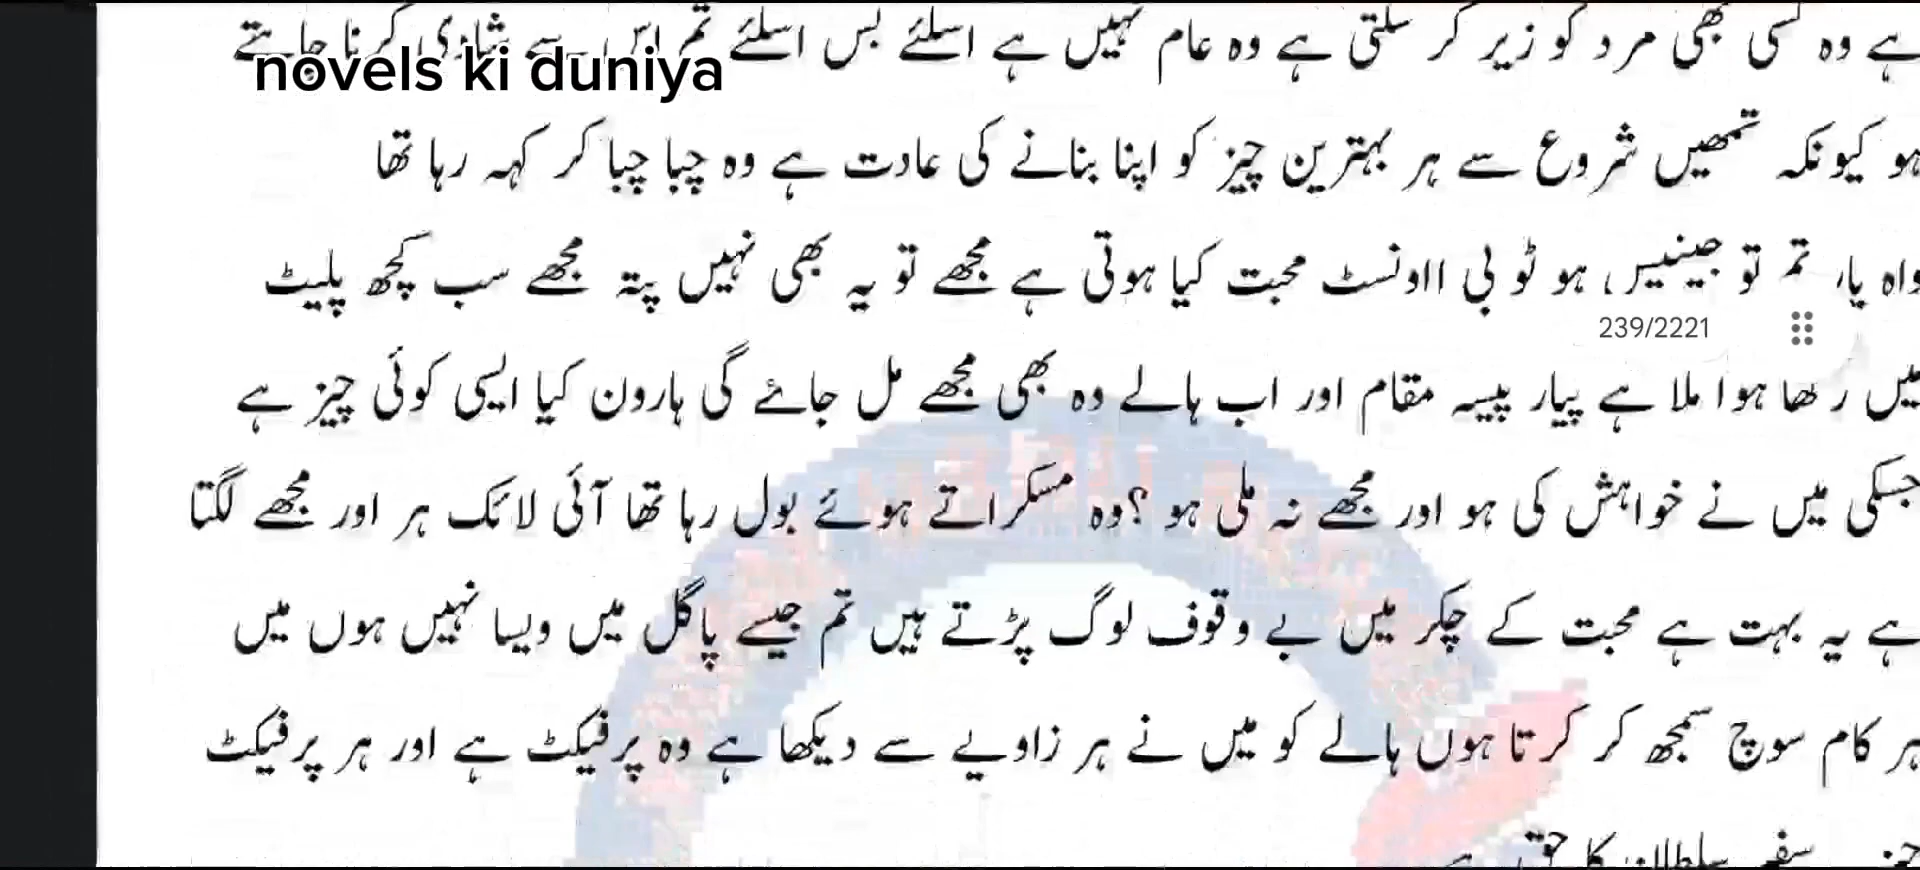 ہے وہ کسی بھی مرد کو زیر کر سکتی ہے وہ عام نہیں ہے اسلئے بس اسلئے تم اس سے شادی کرنا چاہتے
novels ki duniya
ہو کیونکہ تمھیں شروع سے ہر بہترین چیز کو اپنا بنانے کی عادت ہے وہ چبا چبا کر کہہ رہا تھا
واہ یار تم تو جینیس ہو ٹو بی ااونسٹ محبت کیا ہوتی ہے مجھے تو یہ بھی نہیں پتہ مجھے سب کچھ پلیٹ
239/2221
میں رکھا ہوا ملا ہے پیار پیسہ مقام اور اب ہالے وہ بھی مجھے مل جائے گی ہارون کیا ایسی کوئی چیز ہے
جسکی میں نے خواہش کی ہو اور مجھے نہ ملی ہو ؟وہ مسکراتے ہوئے بول رہا تھا آئی لائک ہر اور مجھے لگتا
ہے یہ بہت ہے محبت کے چکر میں بے وقوف لوگ پڑتے ہیں تم جیسے پاگل میں ویسا نہیں ہوں میں
ہر کام سوچ سمجھ کر کرتا ہوں ہالے کو میں نے ہر زاویے سے دیکھا ہے وہ پرفیکٹ ہے اور ہر پرفیکٹ
چیز سلطان کا حق ہے